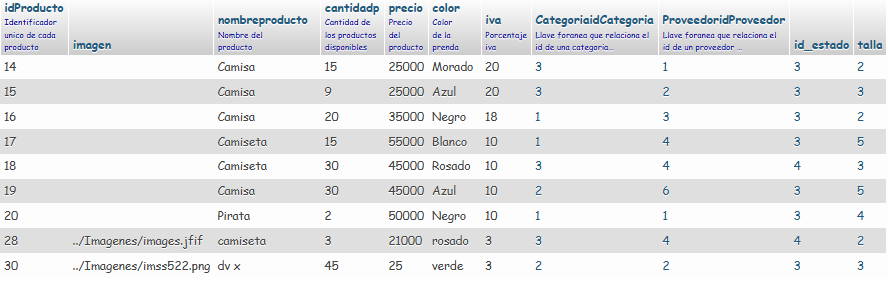 idProducto
Identificador
unico de cada
producto
imagen
nombreproducto
Nombre del
producto
cantidadp
Cantidad de
los productos
disponibles
precio
Precio
del
producto
color
Color
de la
prenda
iva
Porcentaje
iva
CategoriaidCategoria
Llave foranea que relaciona el
id de una categoria...
ProveedoridProveedor
Llave foranea que relaciona el
id de un proveedor ...
id_estado
talla
14 Camisa 15 25000 Morado 20 3 1 3 2
15 Camisa 9 25000 Azul 20 3 2 3 3
16 Camisa 20 35000 Negro 18 1 3 3 2
17 Camiseta 15 55000 Blanco 10 1 4 3 5
18 Camiseta 30 45000 Rosado 10 3 4 4 3
19 Camisa 30 45000 Azul 10 2 6 3 5
20 Pirata 2 50000 Negro 10 1 1 3 4
28 ../Imagenes/images.jfif camiseta 3 21000 rosado 3 3 4 4 2
30 ../Imagenes/imss522.png dv x 45 25 verde 3 2 2 3 3